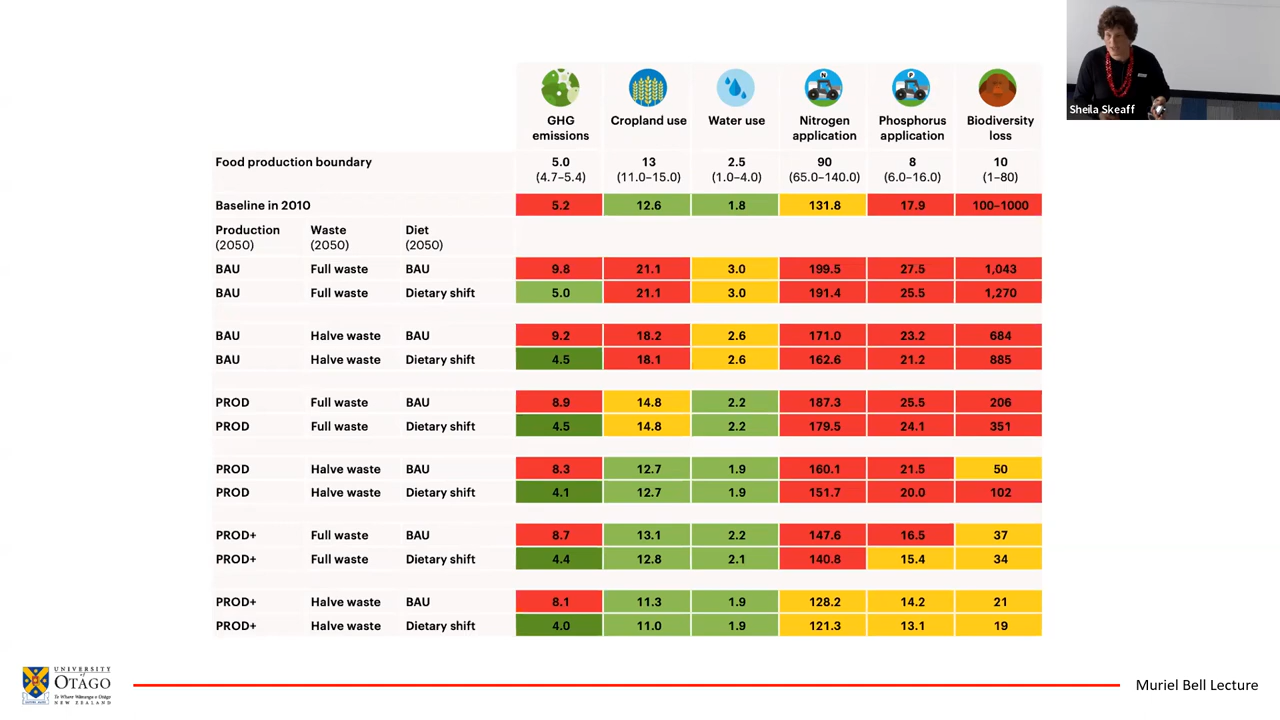 Sheila Skeaff
N P
GHG emissions Cropland use Water use Nitrogen application Phosphorus application Biodiversity loss
Food production boundary 5.0 13 2.5 90 8 10
(4.7–5.4) (11.0–15.0) (1.0–4.0) (65.0–140.0) (6.0–16.0) (1–80)
Baseline in 2010 5.2 12.6 1.8 131.8 17.9 100–1000
Production Waste Diet
(2050) (2050) (2050)
BAU Full waste BAU 9.8 21.1 3.0 199.5 27.5 1,043
BAU Full waste Dietary shift 5.0 21.1 3.0 191.4 25.5 1,270
BAU Halve waste BAU 9.2 18.2 2.6 171.0 23.2 684
BAU Halve waste Dietary shift 4.5 18.1 2.6 162.6 21.2 885
PROD Full waste BAU 8.9 14.8 2.2 187.3 25.5 206
PROD Full waste Dietary shift 4.5 14.8 2.2 179.5 24.1 351
PROD Halve waste BAU 8.3 12.7 1.9 160.1 21.5 50
PROD Halve waste Dietary shift 4.1 12.7 1.9 151.7 20.0 102
PROD+ Full waste BAU 8.7 13.1 2.2 147.6 16.5 37
PROD+ Full waste Dietary shift 4.4 12.8 2.1 140.8 15.4 34
PROD+ Halve waste BAU 8.1 11.3 1.9 128.2 14.2 21
PROD+ Halve waste Dietary shift 4.0 11.0 1.9 121.3 13.1 19
UNIVERSITY
of
OTAGO
Te Whare Wānanga o Otāgo
NEW ZEALAND
Muriel Bell Lecture